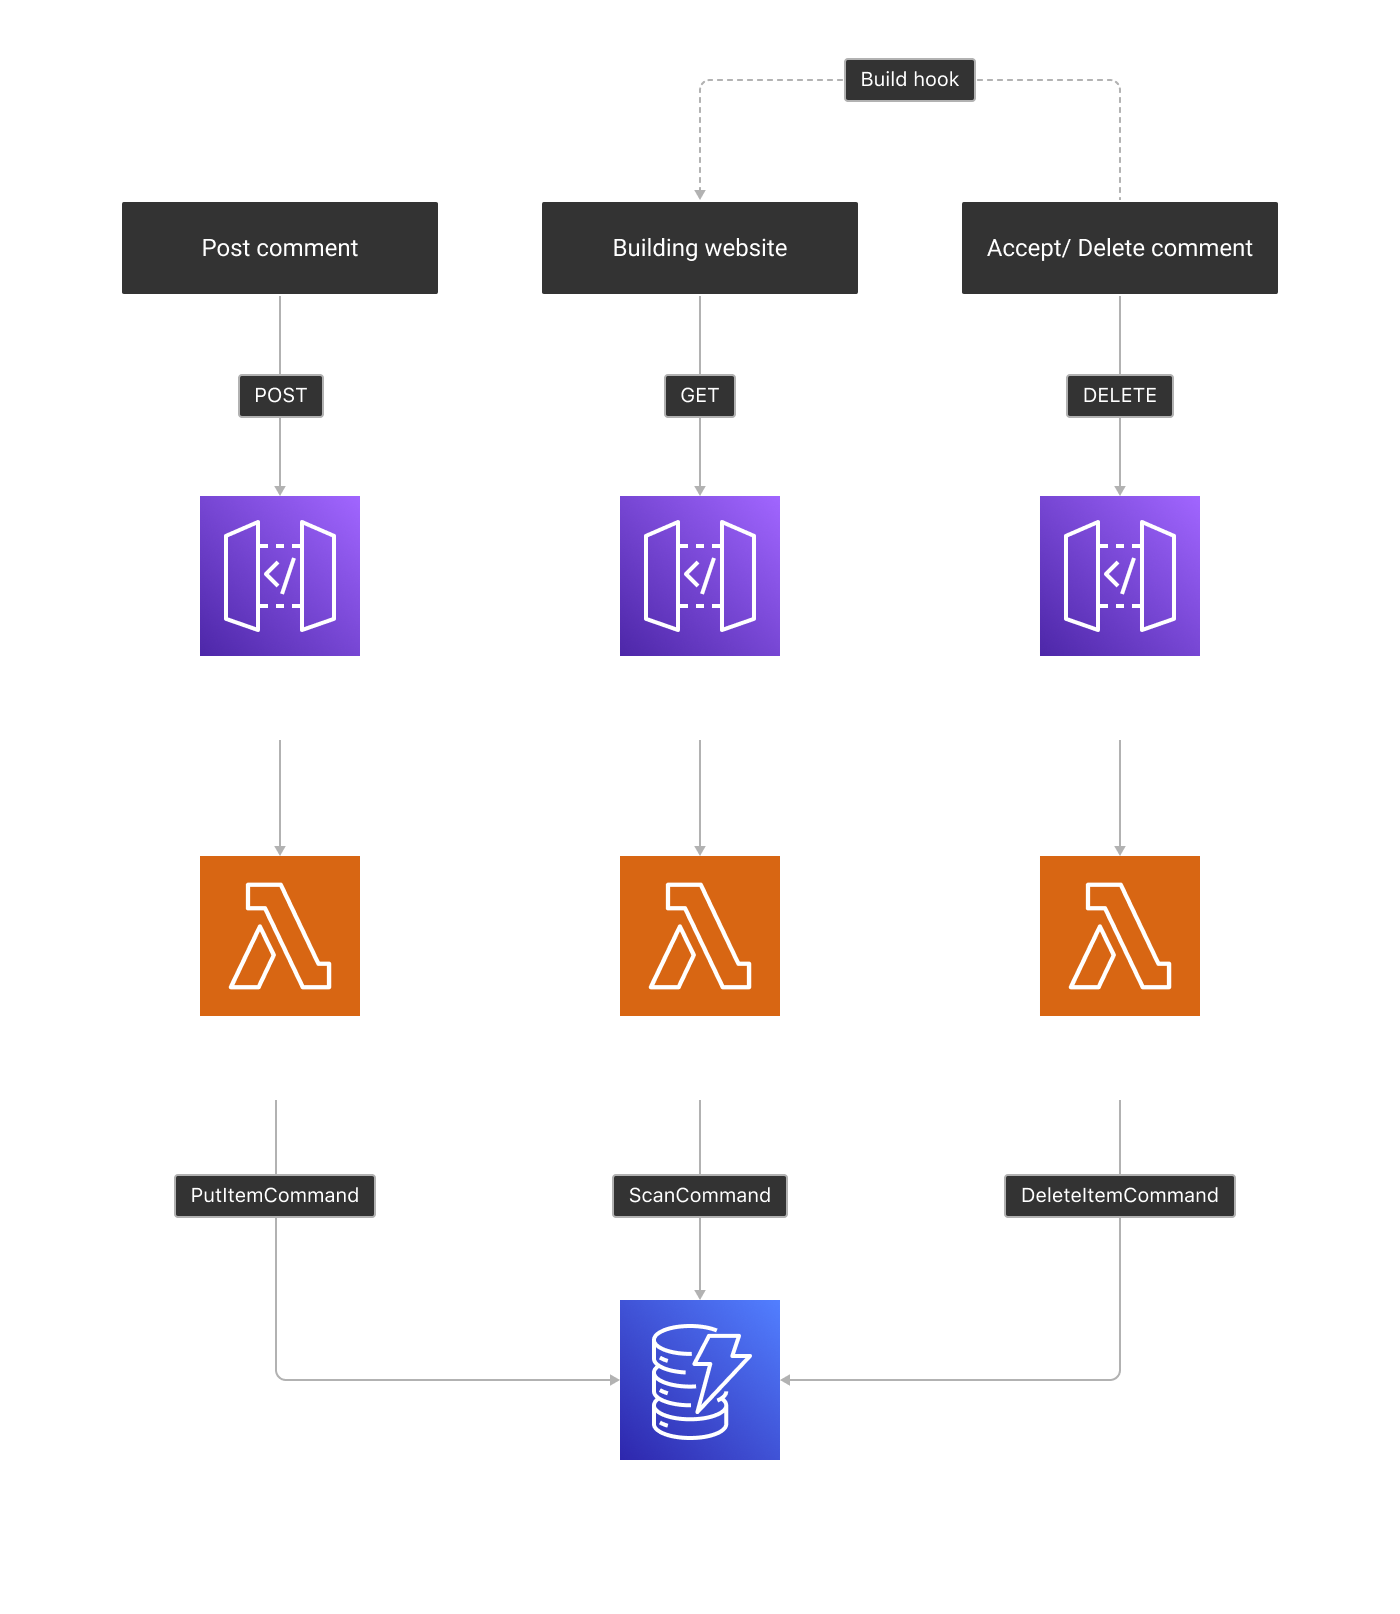 Build hook
Post comment
Building website
Accept/ Delete comment
POST
GET
DELETE
PutItemCommand
ScanCommand
DeleteItemCommand